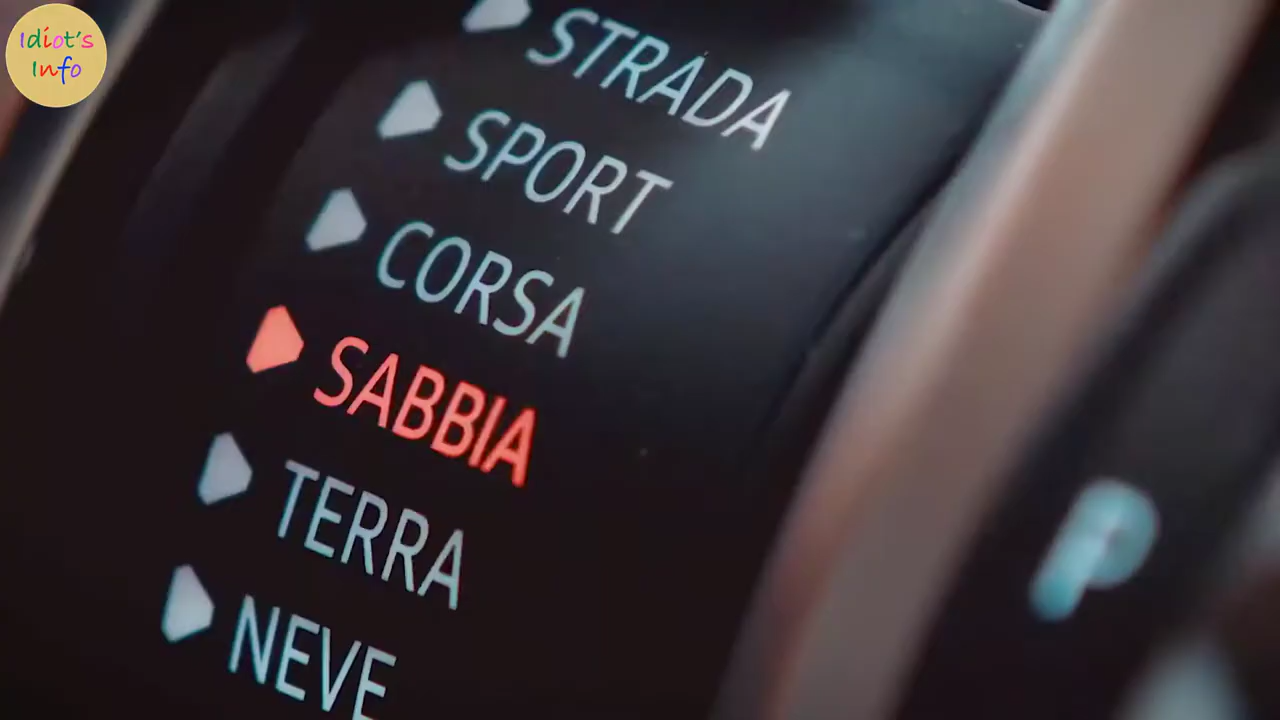 Idiot's
Info
STRADA
SPORT
CORSA
SABBIA
TERRA
NEVE
P